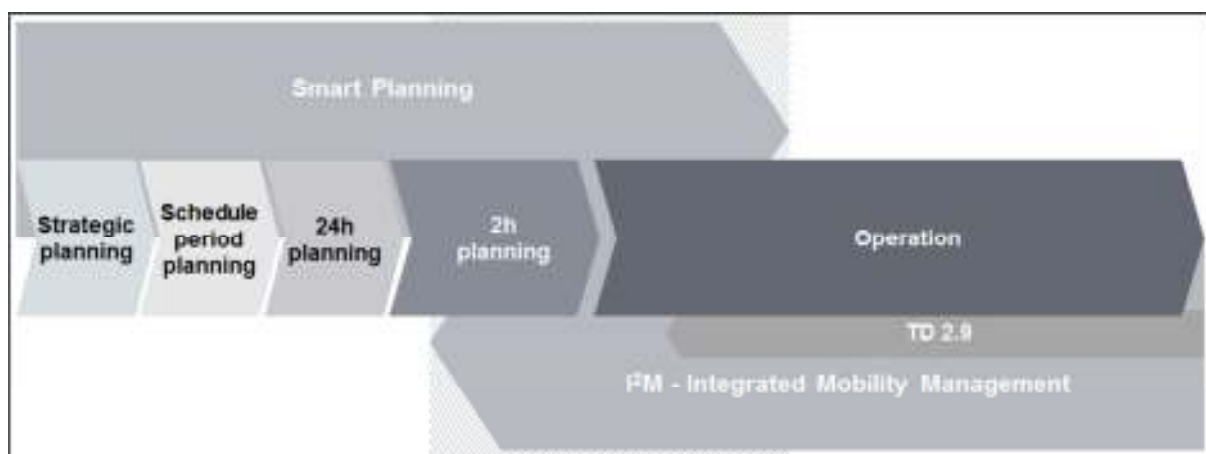 Smart Planning
Strategic
planning
Schedule
period
planning
24h
planning
2h
planning
Operation
TD 2.9
I²M - Integrated Mobility Management